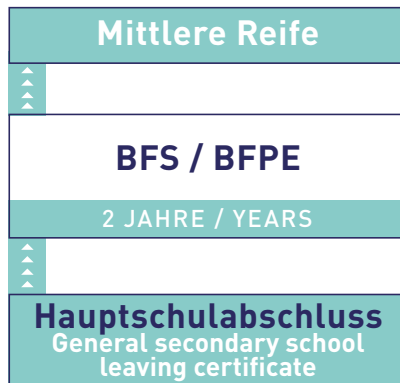 Mittlere Reife
BFS / BFPE
2 JAHRE / YEARS
Hauptschulabschluss
General secondary school
leaving certificate